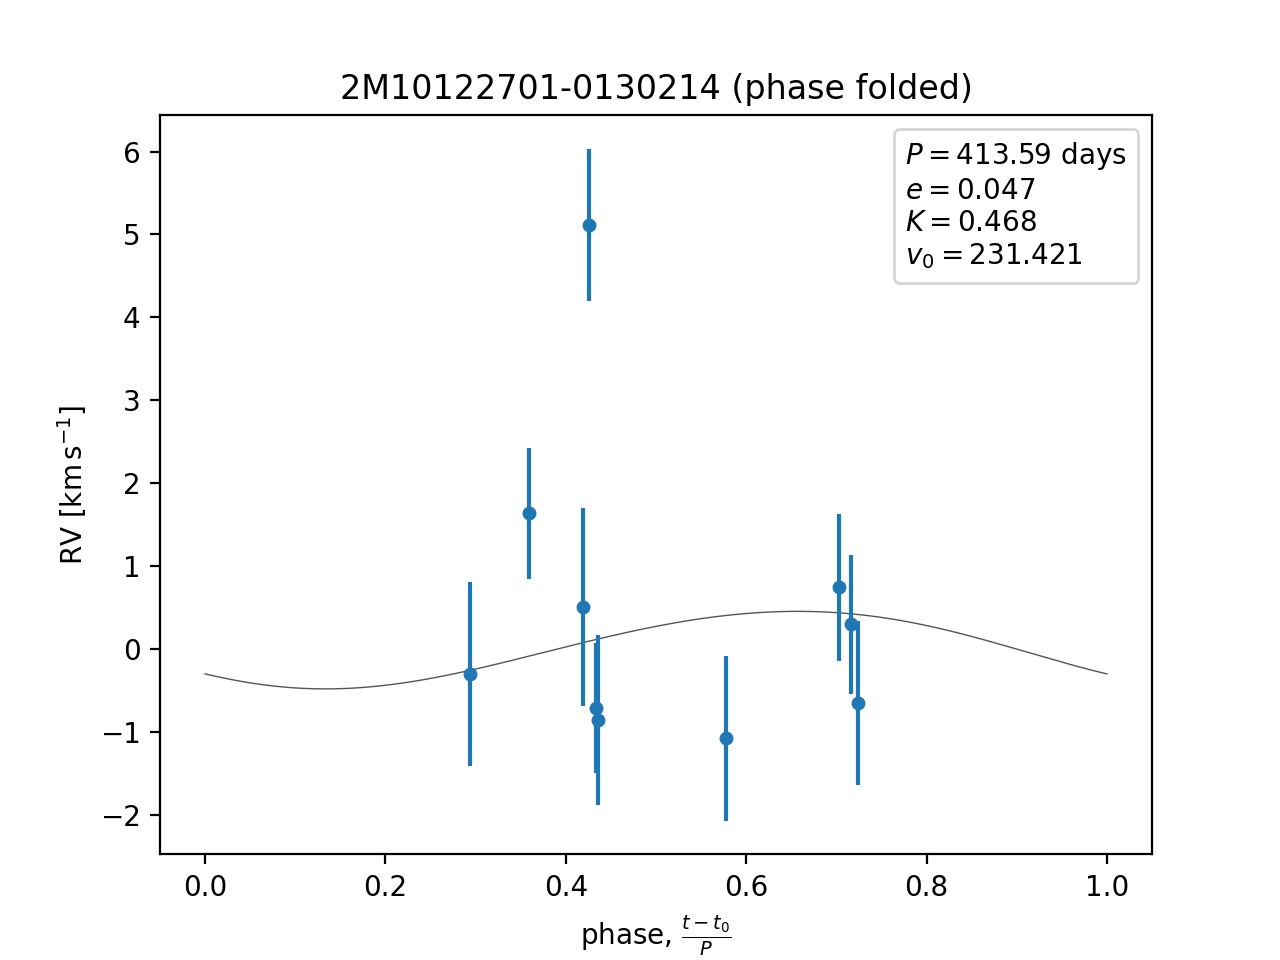 2M10122701-0130214 (phase folded)
P = 413.59 days
e = 0.047
K = 0.468
v₀ = 231.421
6
5
4
3
2
1
0
−1
−2
RV [km s⁻¹]
0.0 0.2 0.4 0.6 0.8 1.0
phase, (t − t₀)/P